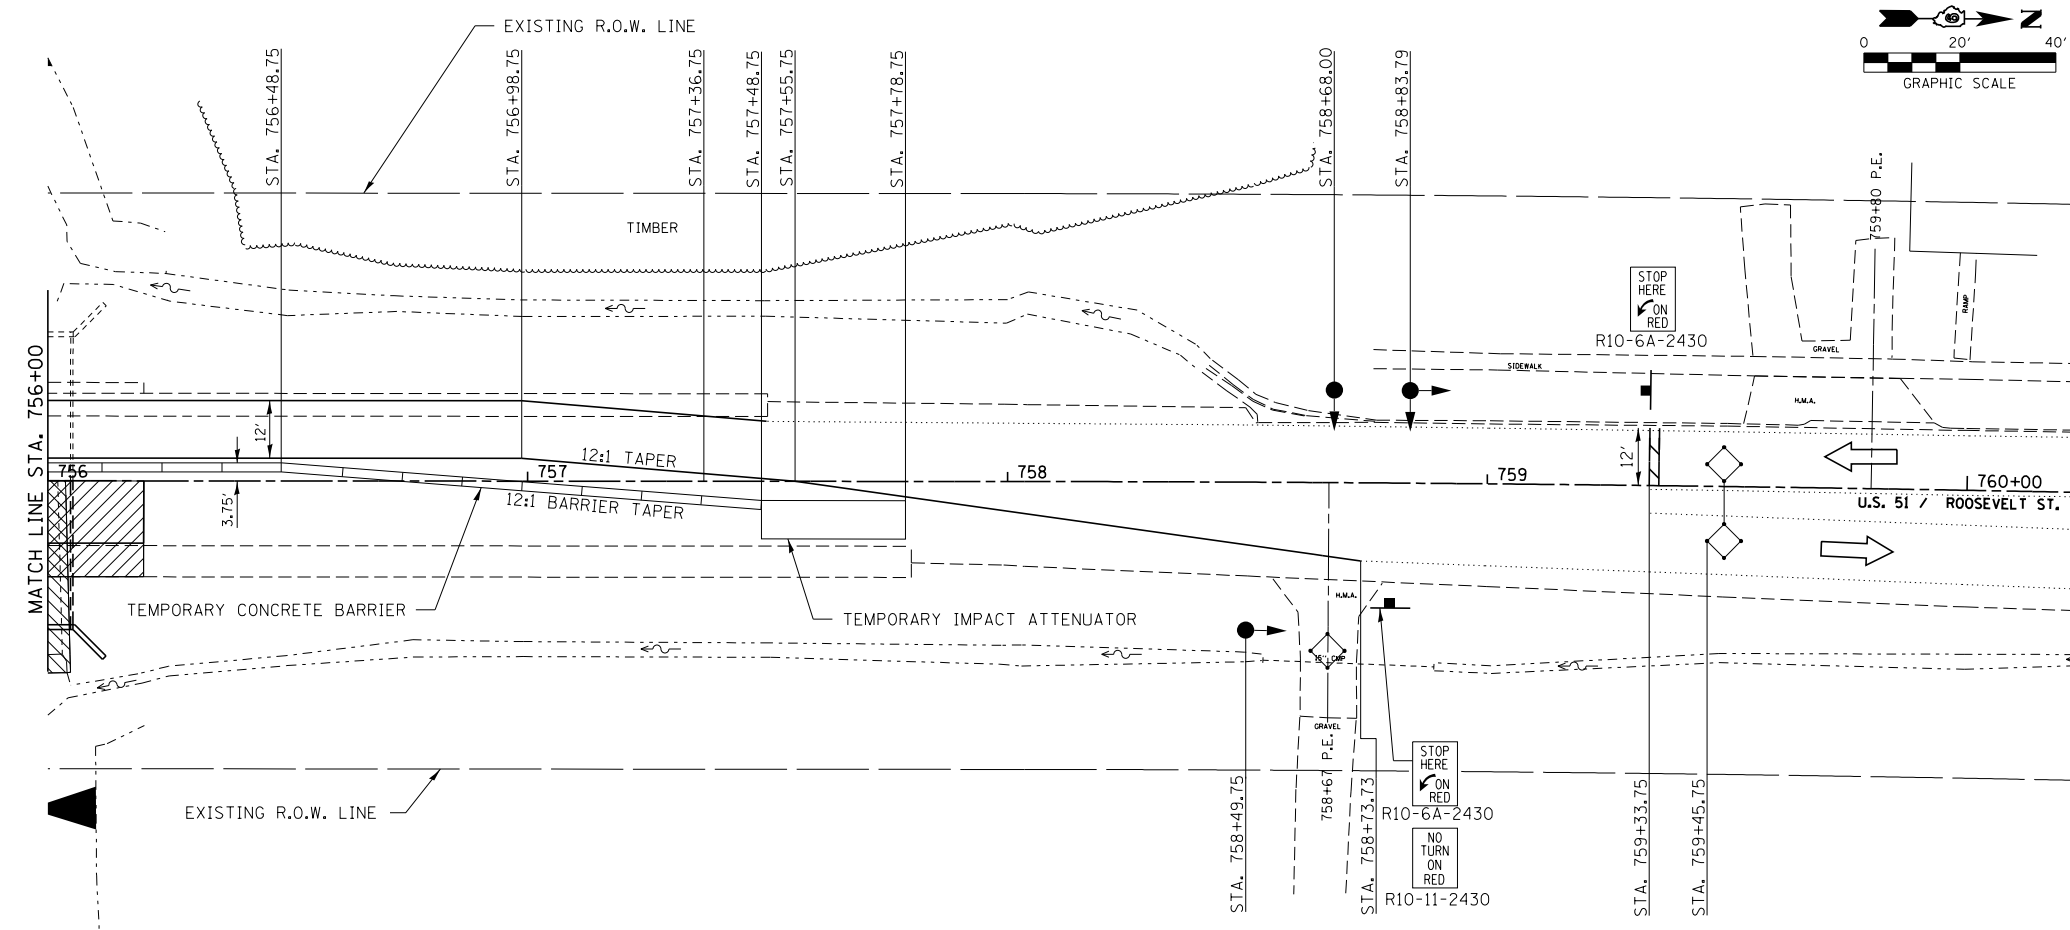 EXISTING R.O.W. LINE
N
0 20' 40'
GRAPHIC SCALE
STA. 756+48.75
STA. 756+98.75
STA. 757+36.75
STA. 757+48.75
STA. 757+55.75
STA. 757+78.75
STA. 758+68.00
STA. 758+83.79
759+80 P.E.
TIMBER
STOP
HERE
ON
RED
R10-6A-2430
RAMP
GRAVEL
SIDEWALK
H.M.A.
MATCH LINE STA. 756+00
12'
12:1 TAPER
12'
756
757
758
759
760+00
U.S. 51 / ROOSEVELT ST.
3.75'
12:1 BARRIER TAPER
TEMPORARY CONCRETE BARRIER
TEMPORARY IMPACT ATTENUATOR
H.M.A.
15" CMP
GRAVEL
EXISTING R.O.W. LINE
STA. 758+49.75
758+67 P.E.
STA. 758+73.73
STOP
HERE
ON
RED
R10-6A-2430
NO
TURN
ON
RED
R10-11-2430
STA. 759+33.75
STA. 759+45.75